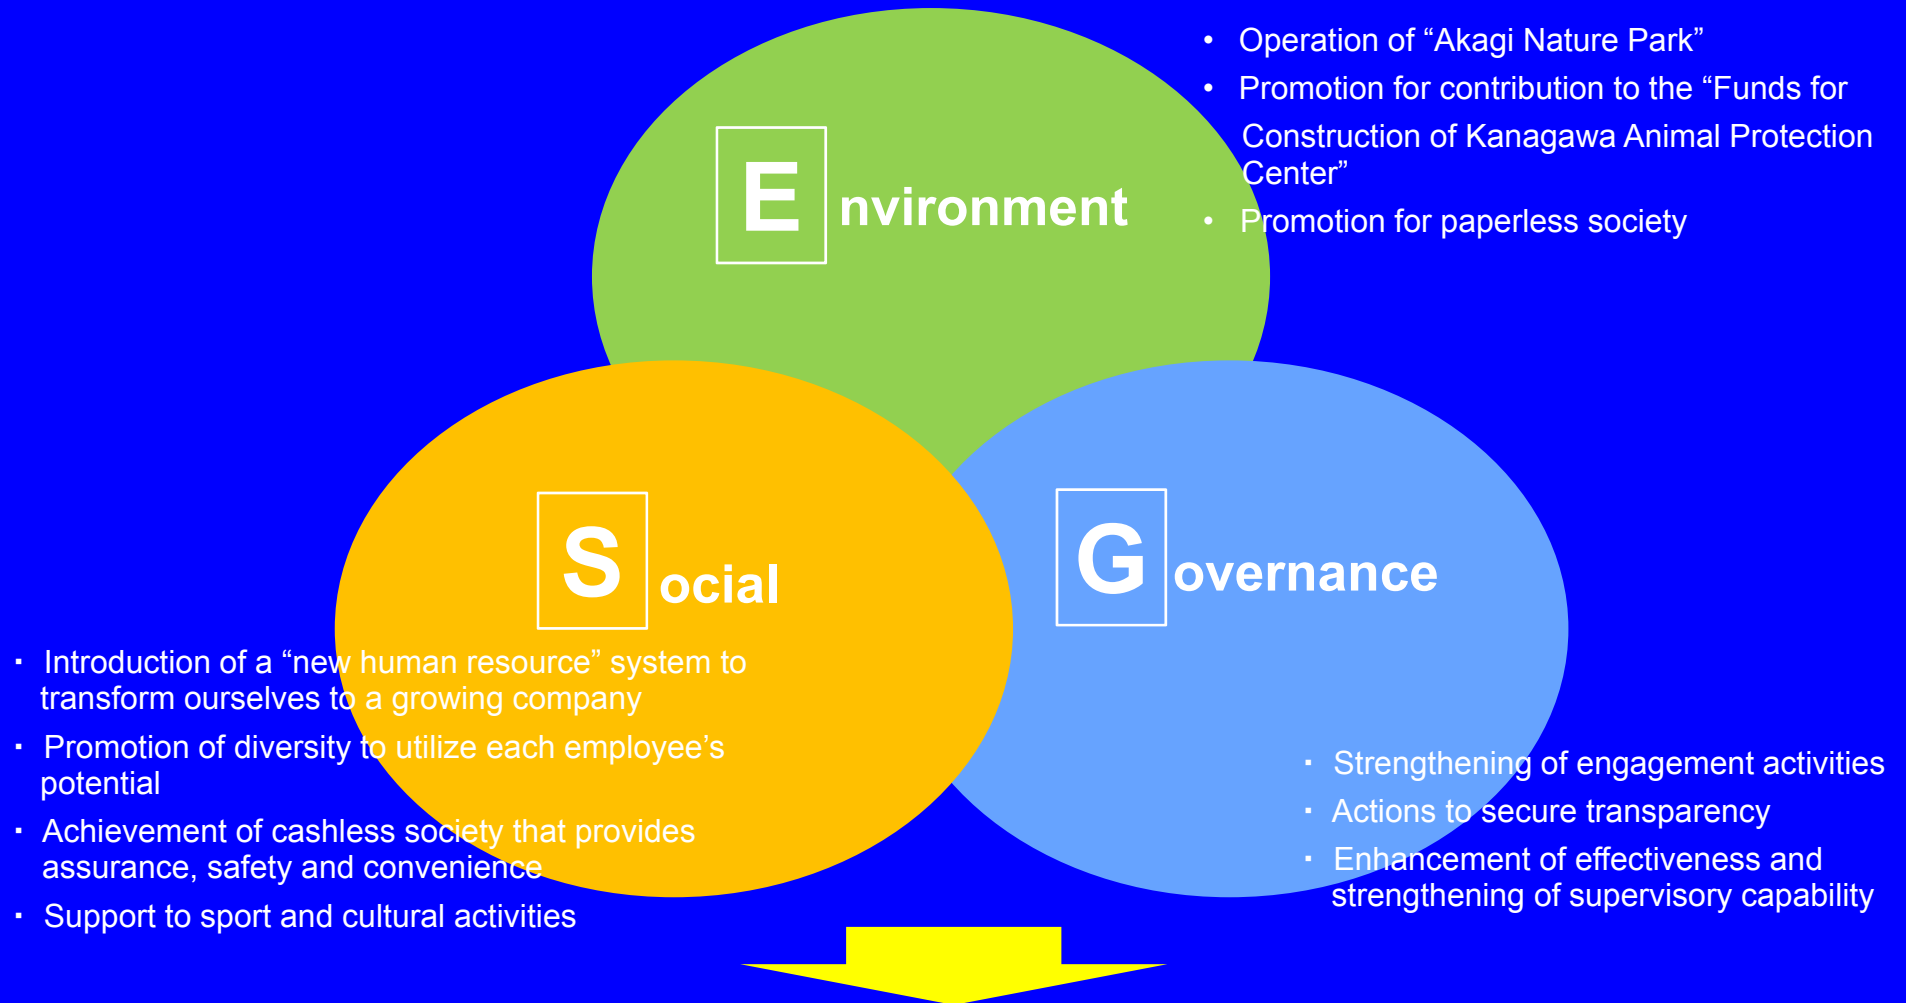 ・ Operation of “Akagi Nature Park”
・ Promotion for contribution to the “Funds for
Construction of Kanagawa Animal Protection
Center”
・ Promotion for paperless society
Environment
Social
Governance
・ Introduction of a “new human resource” system to
transform ourselves to a growing company
・ Promotion of diversity to utilize each employee’s
potential
・ Achievement of cashless society that provides
assurance, safety and convenience
・ Support to sport and cultural activities
・ Strengthening of engagement activities
・ Actions to secure transparency
・ Enhancement of effectiveness and
strengthening of supervisory capability